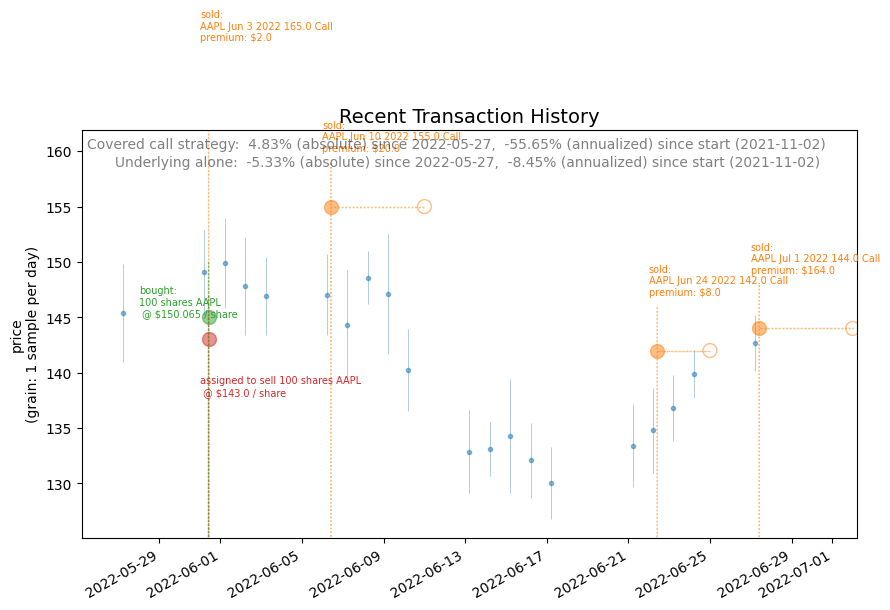 sold:
AAPL Jun 3 2022 165.0 Call
premium: $2.0
Recent Transaction History
sold:
AAPL Jun 10 2022 155.0 Call
premium: $20.0
Covered call strategy:  4.83% (absolute) since 2022-05-27,  -55.65% (annualized) since start (2021-11-02)
Underlying alone:  -5.33% (absolute) since 2022-05-27,  -8.45% (annualized) since start (2021-11-02)
160
155
150
145
140
135
130
price
(grain: 1 sample per day)
bought:
100 shares AAPL
@ $150.065 / share
assigned to sell 100 shares AAPL
@ $143.0 / share
sold:
AAPL Jun 24 2022 142.0 Call
premium: $8.0
sold:
AAPL Jul 1 2022 144.0 Call
premium: $164.0
2022-05-29
2022-06-01
2022-06-05
2022-06-09
2022-06-13
2022-06-17
2022-06-21
2022-06-25
2022-06-29
2022-07-01